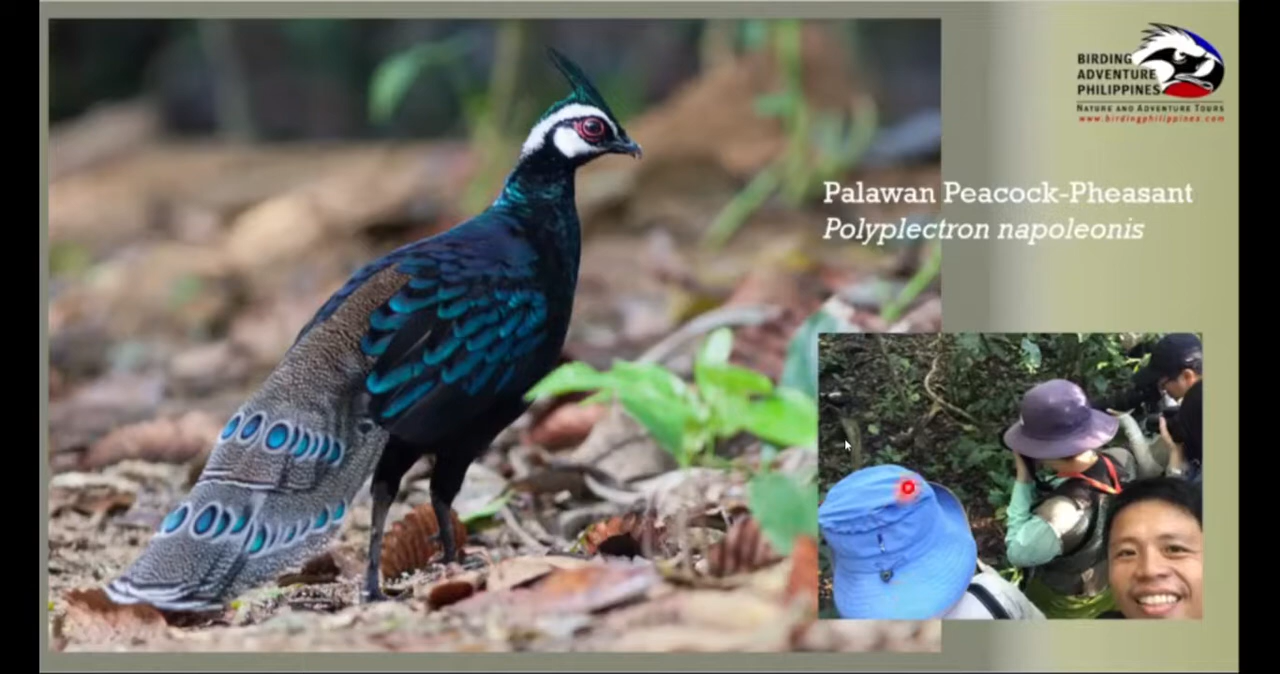 BIRDING
ADVENTURE
PHILIPPINES
NATURE AND ADVENTURE TOURS
www.birdingphilippines.com
Palawan Peacock-Pheasant
Polyplectron napoleonis